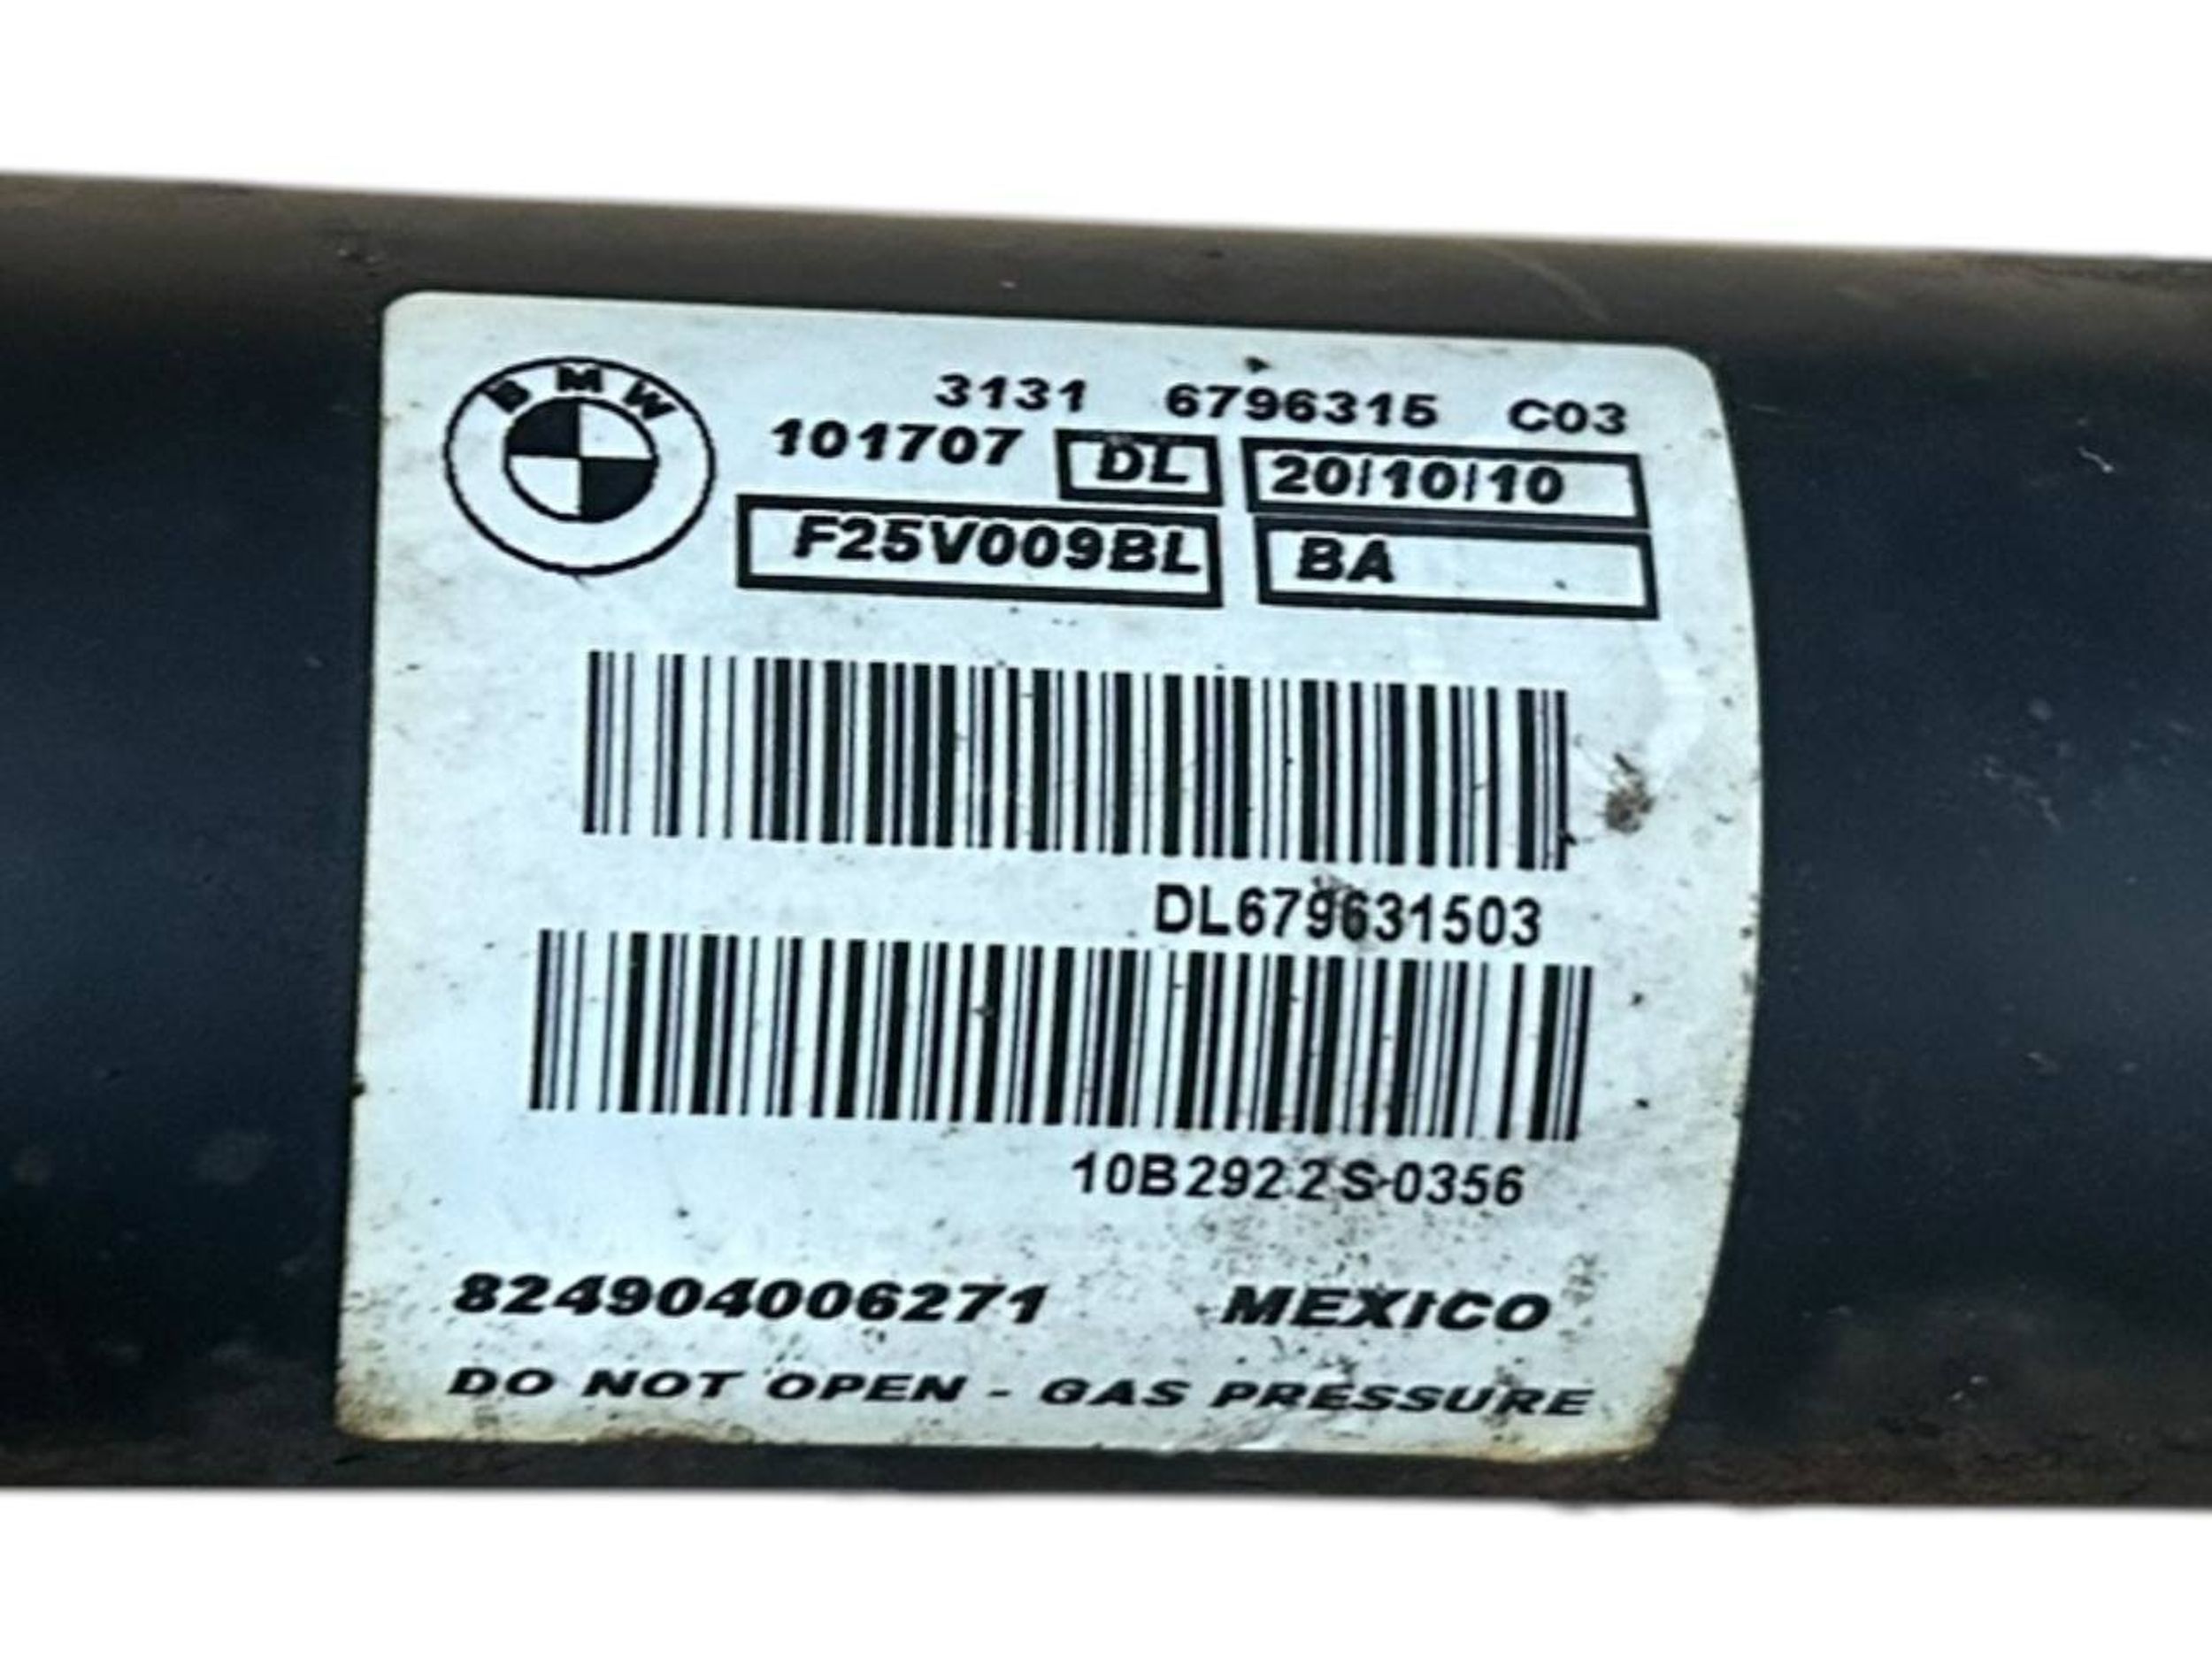 BMW
3131 6796315 C03
101707 DL 20/10/10
F25V009BL BA
DL679631503
10B2922S-0356
824904006271 MEXICO
DO NOT OPEN - GAS PRESSURE